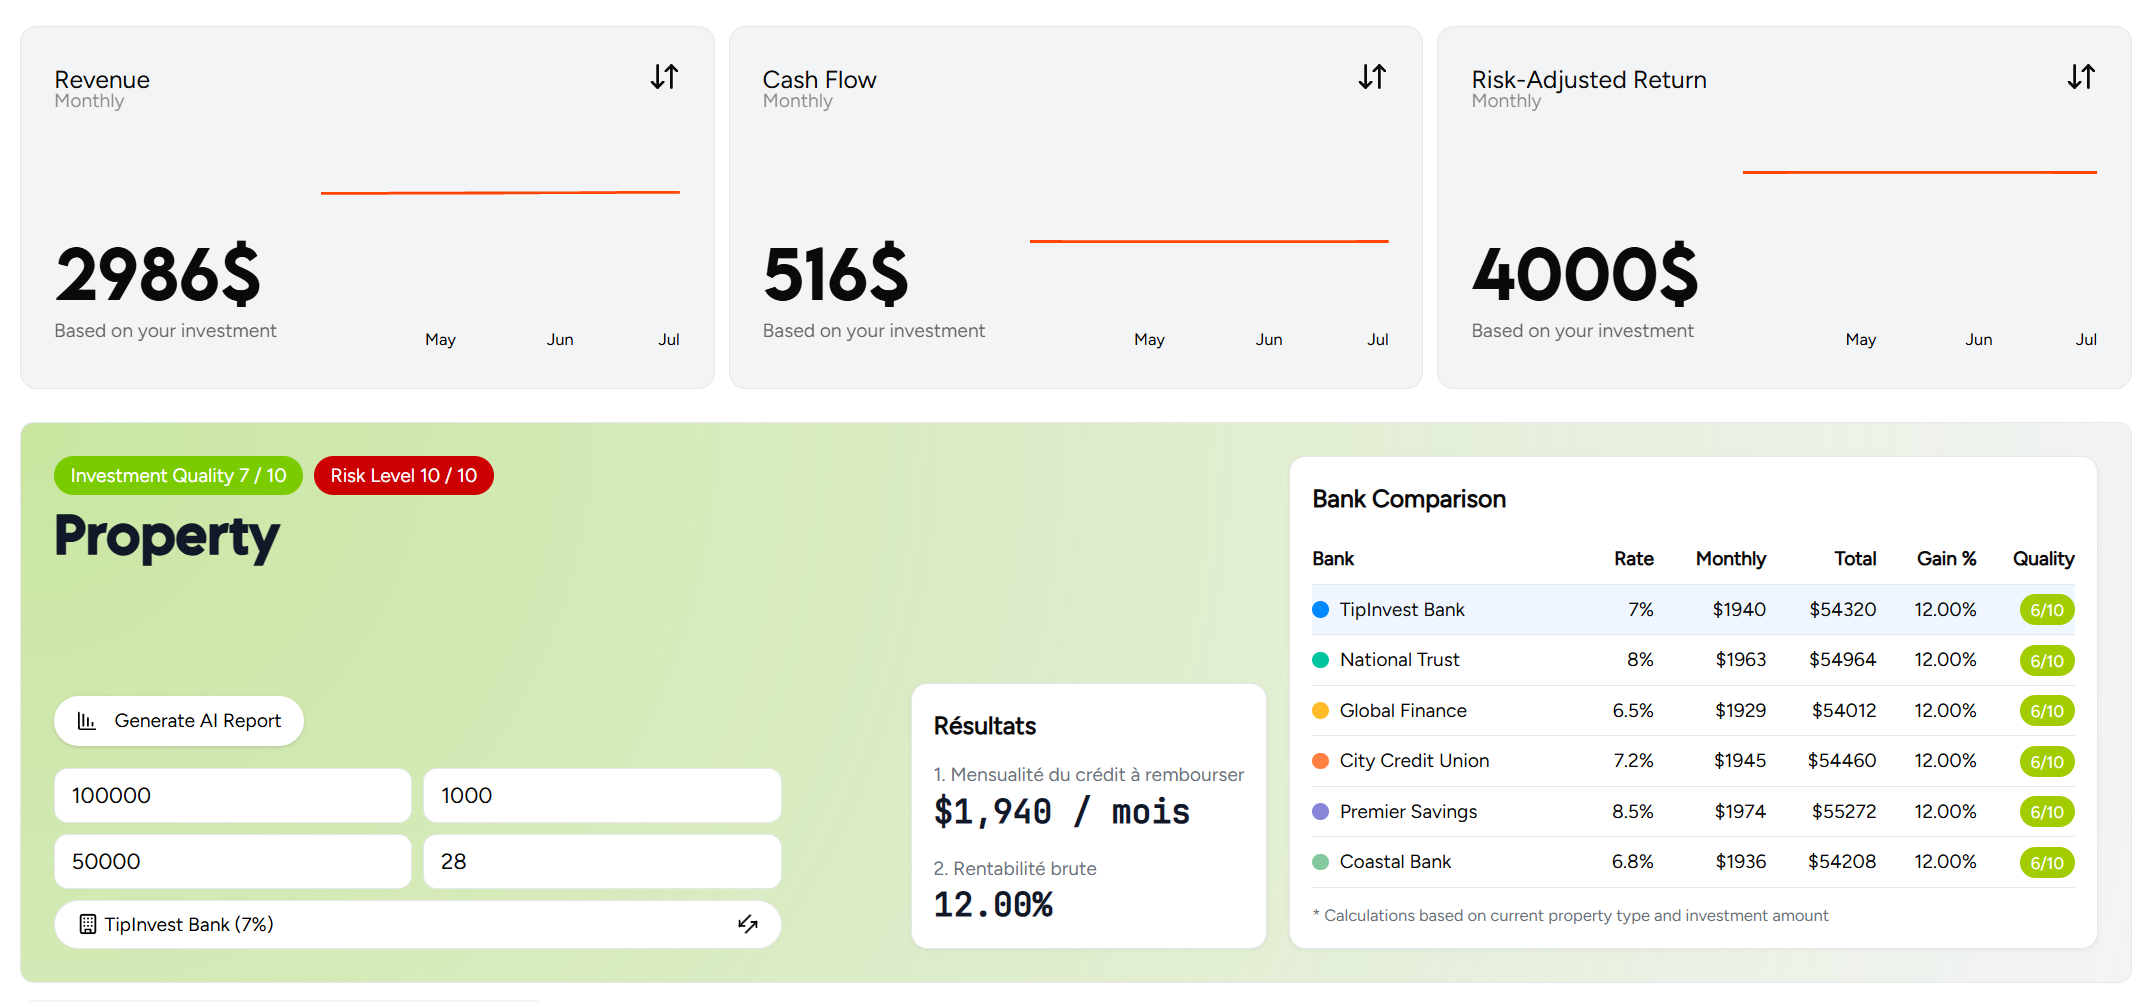 Revenue
Monthly
2986$
Based on your investment
May Jun Jul
Cash Flow
Monthly
516$
Based on your investment
May Jun Jul
Risk-Adjusted Return
Monthly
4000$
Based on your investment
May Jun Jul
Investment Quality 7 / 10 Risk Level 10 / 10
Property
Generate AI Report
100000 1000
50000 28
TipInvest Bank (7%)
Résultats
1. Mensualité du crédit à rembourser
$1,940 / mois
2. Rentabilité brute
12.00%
Bank Comparison
Bank Rate Monthly Total Gain % Quality
TipInvest Bank 7% $1940 $54320 12.00% 6/10
National Trust 8% $1963 $54964 12.00% 6/10
Global Finance 6.5% $1929 $54012 12.00% 6/10
City Credit Union 7.2% $1945 $54460 12.00% 6/10
Premier Savings 8.5% $1974 $55272 12.00% 6/10
Coastal Bank 6.8% $1936 $54208 12.00% 6/10
* Calculations based on current property type and investment amount